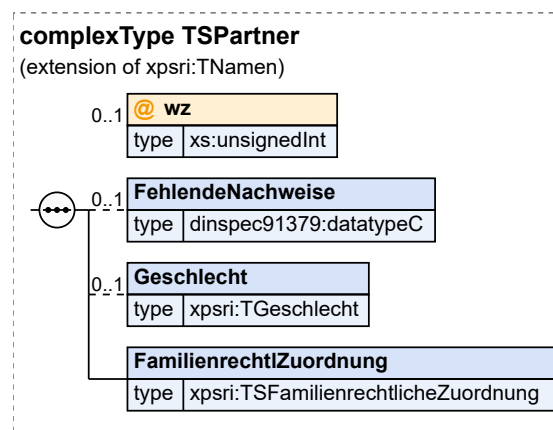 complexType TSPartner
(extension of xpsri:TNamen)
0..1 @ wz
type xs:unsignedInt
0..1 FehlendeNachweise
type dinspec91379:datatypeC
0..1 Geschlecht
type xpsri:TGeschlecht
FamilienrechtlZuordnung
type xpsri:TSFamilienrechtlicheZuordnung